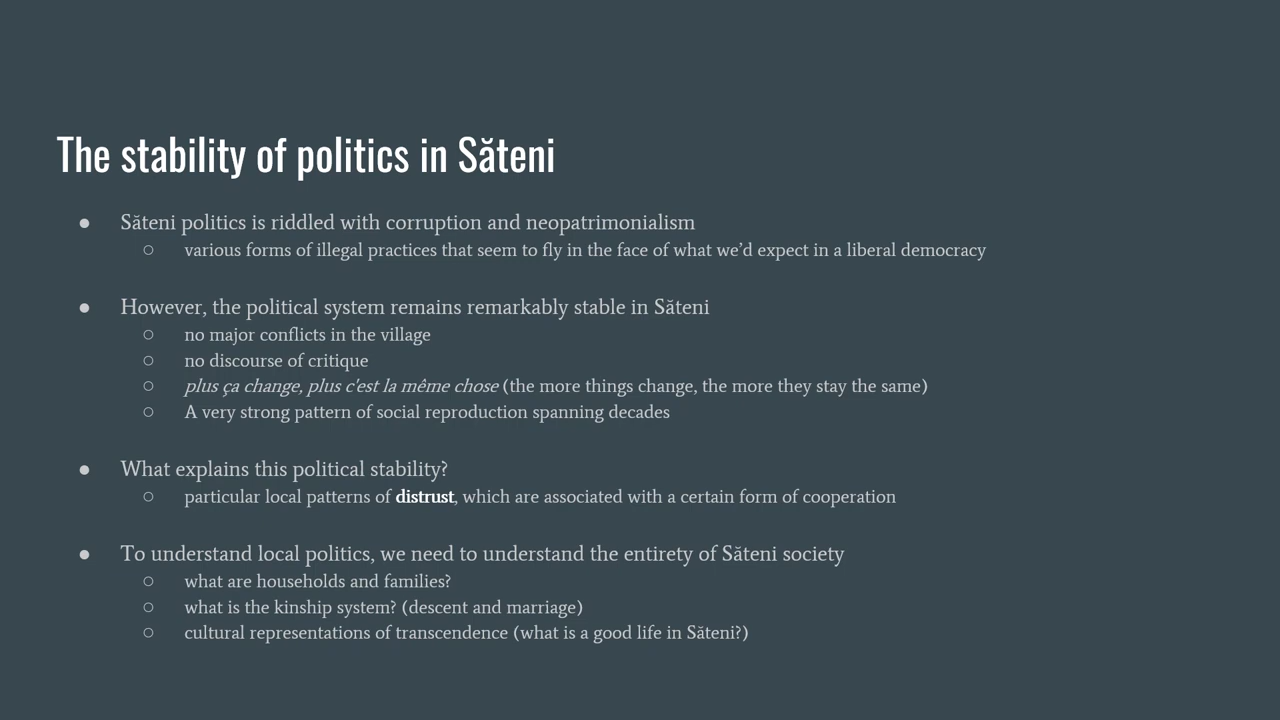 The stability of politics in Săteni
● Săteni politics is riddled with corruption and neopatrimonialism
○ various forms of illegal practices that seem to fly in the face of what we’d expect in a liberal democracy
● However, the political system remains remarkably stable in Săteni
○ no major conflicts in the village
○ no discourse of critique
○ plus ça change, plus c'est la même chose (the more things change, the more they stay the same)
○ A very strong pattern of social reproduction spanning decades
● What explains this political stability?
○ particular local patterns of distrust, which are associated with a certain form of cooperation
● To understand local politics, we need to understand the entirety of Săteni society
○ what are households and families?
○ what is the kinship system? (descent and marriage)
○ cultural representations of transcendence (what is a good life in Săteni?)